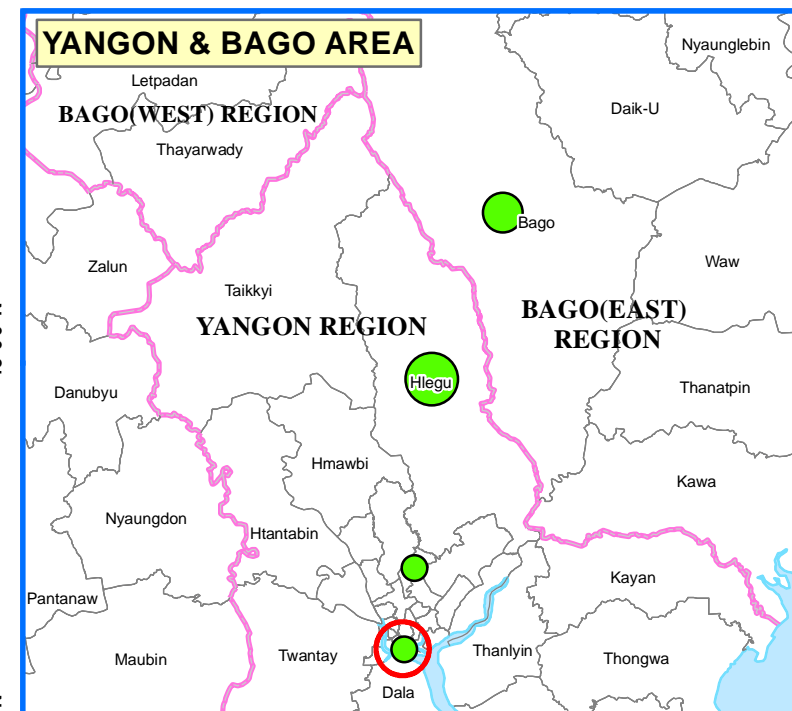 YANGON & BAGO AREA
Nyaunglebin
Letpadan
Daik-U
BAGO(WEST) REGION
Thayarwady
Bago
Zalun
Waw
Taikkyi
BAGO(EAST)
REGION
YANGON REGION
Hlegu
Thanatpin
Danubyu
Hmawbi
Kawa
Nyaungdon
Htantabin
Kayan
Pantanaw
Maubin
Twantay
Thanlyin
Thongwa
Dala